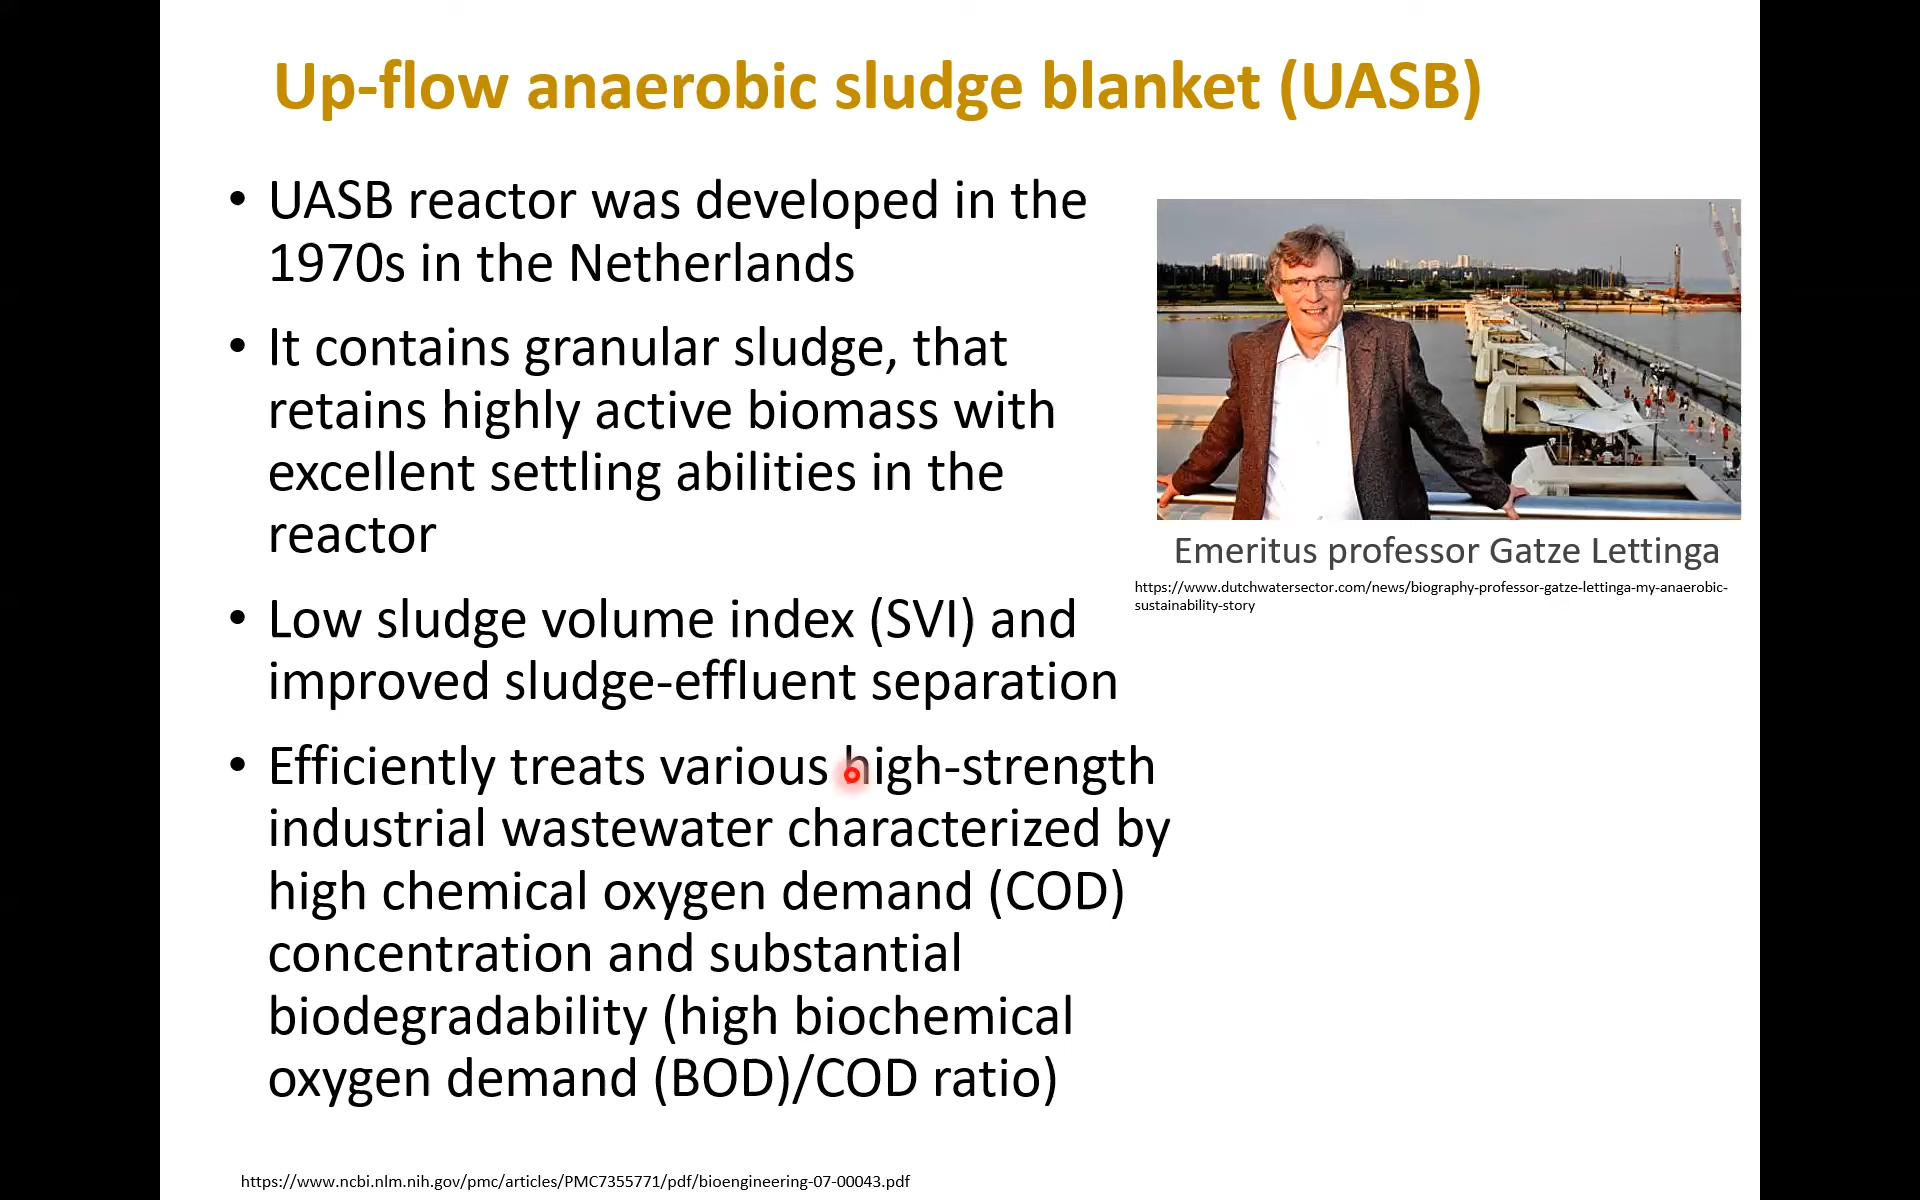 Up-flow anaerobic sludge blanket (UASB)
• UASB reactor was developed in the
1970s in the Netherlands
• It contains granular sludge, that
retains highly active biomass with
excellent settling abilities in the
reactor
• Low sludge volume index (SVI) and
improved sludge-effluent separation
• Efficiently treats various high-strength
industrial wastewater characterized by
high chemical oxygen demand (COD)
concentration and substantial
biodegradability (high biochemical
oxygen demand (BOD)/COD ratio)
Emeritus professor Gatze Lettinga
https://www.dutchwatersector.com/news/biography-professor-gatze-lettinga-my-anaerobic-
sustainability-story
https://www.ncbi.nlm.nih.gov/pmc/articles/PMC7355771/pdf/bioengineering-07-00043.pdf